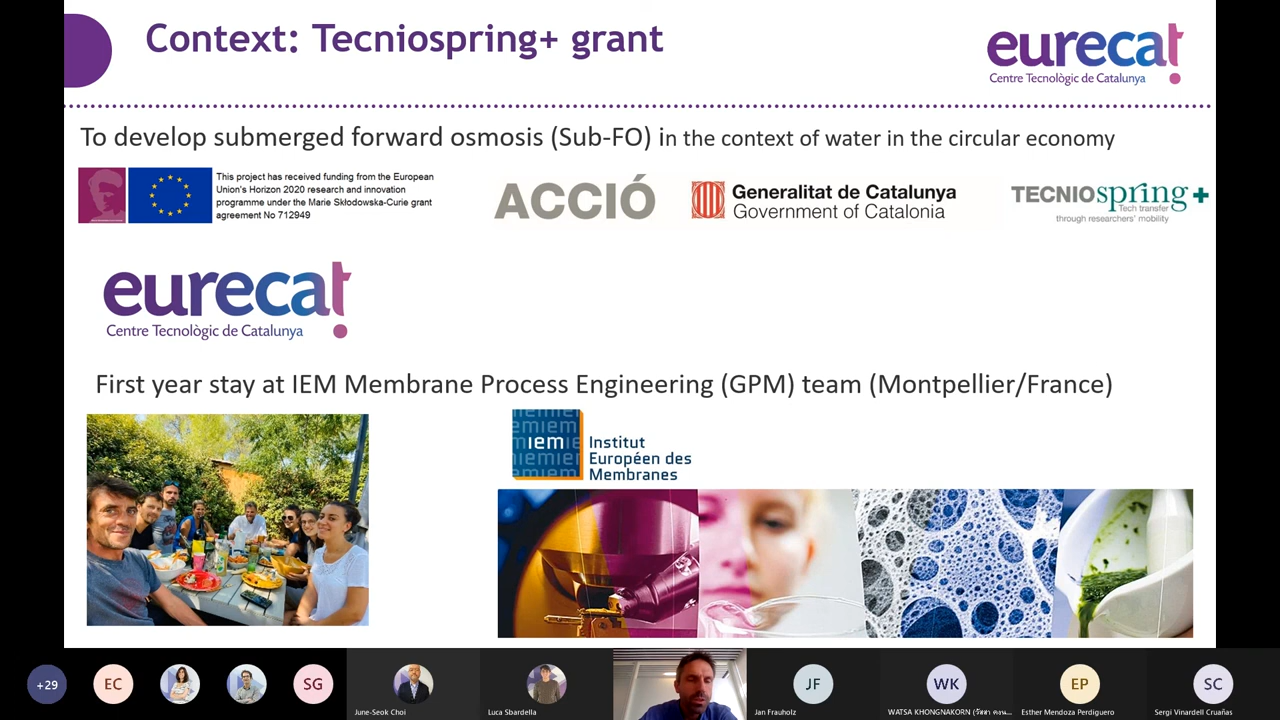 Context: Tecniospring+ grant
eurecat
Centre Tecnològic de Catalunya
To develop submerged forward osmosis (Sub-FO) in the context of water in the circular economy
This project has received funding from the European
Union's Horizon 2020 research and innovation
programme under the Marie Skłodowska-Curie grant
agreement No 712949
ACCIÓ
Generalitat de Catalunya
Government of Catalonia
TECNIOspring+
Tech transfer
through researchers' mobility
eurecat
Centre Tecnològic de Catalunya
First year stay at IEM Membrane Process Engineering (GPM) team (Montpellier/France)
iem
Institut
Européen des
Membranes
+29
EC
SG
JF
WK
EP
SC
June-Seok Choi
Luca Sbardella
Jan Frauholz
WATSA KHONGNAKORN
Esther Mendoza Perdiguero
Sergi Vinardell Cruañas